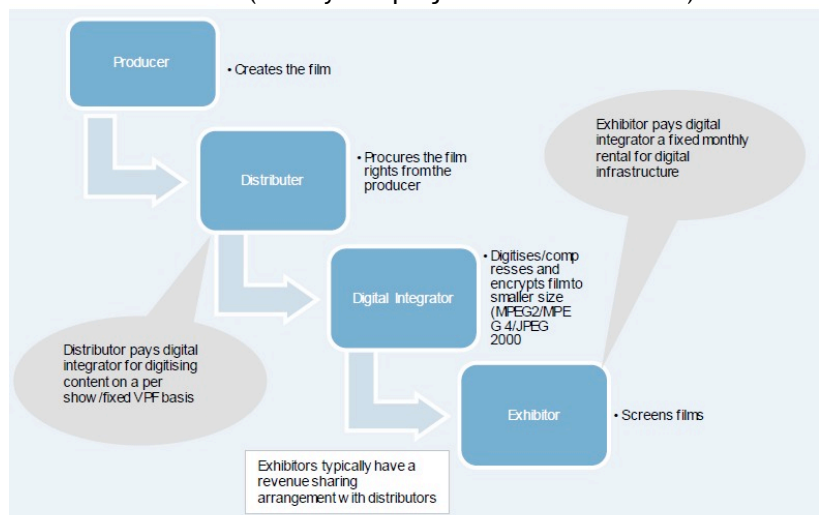 Producer
• Creates the film
Exhibitor pays digital
integrator a fixed monthly
rental for digital
infrastructure
Distributer
• Procures the film
rights from the
producer
Digital Integrator
• Digitises/comp
resses and
encrypts film to
smaller size
(MPEG2/MPE
G 4/JPEG
2000
Distributor pays digital
integrator for digitising
content on a per
show /fixed VPF basis
Exhibitor
• Screens films
Exhibitors typically have a
revenue sharing
arrangement with distributors